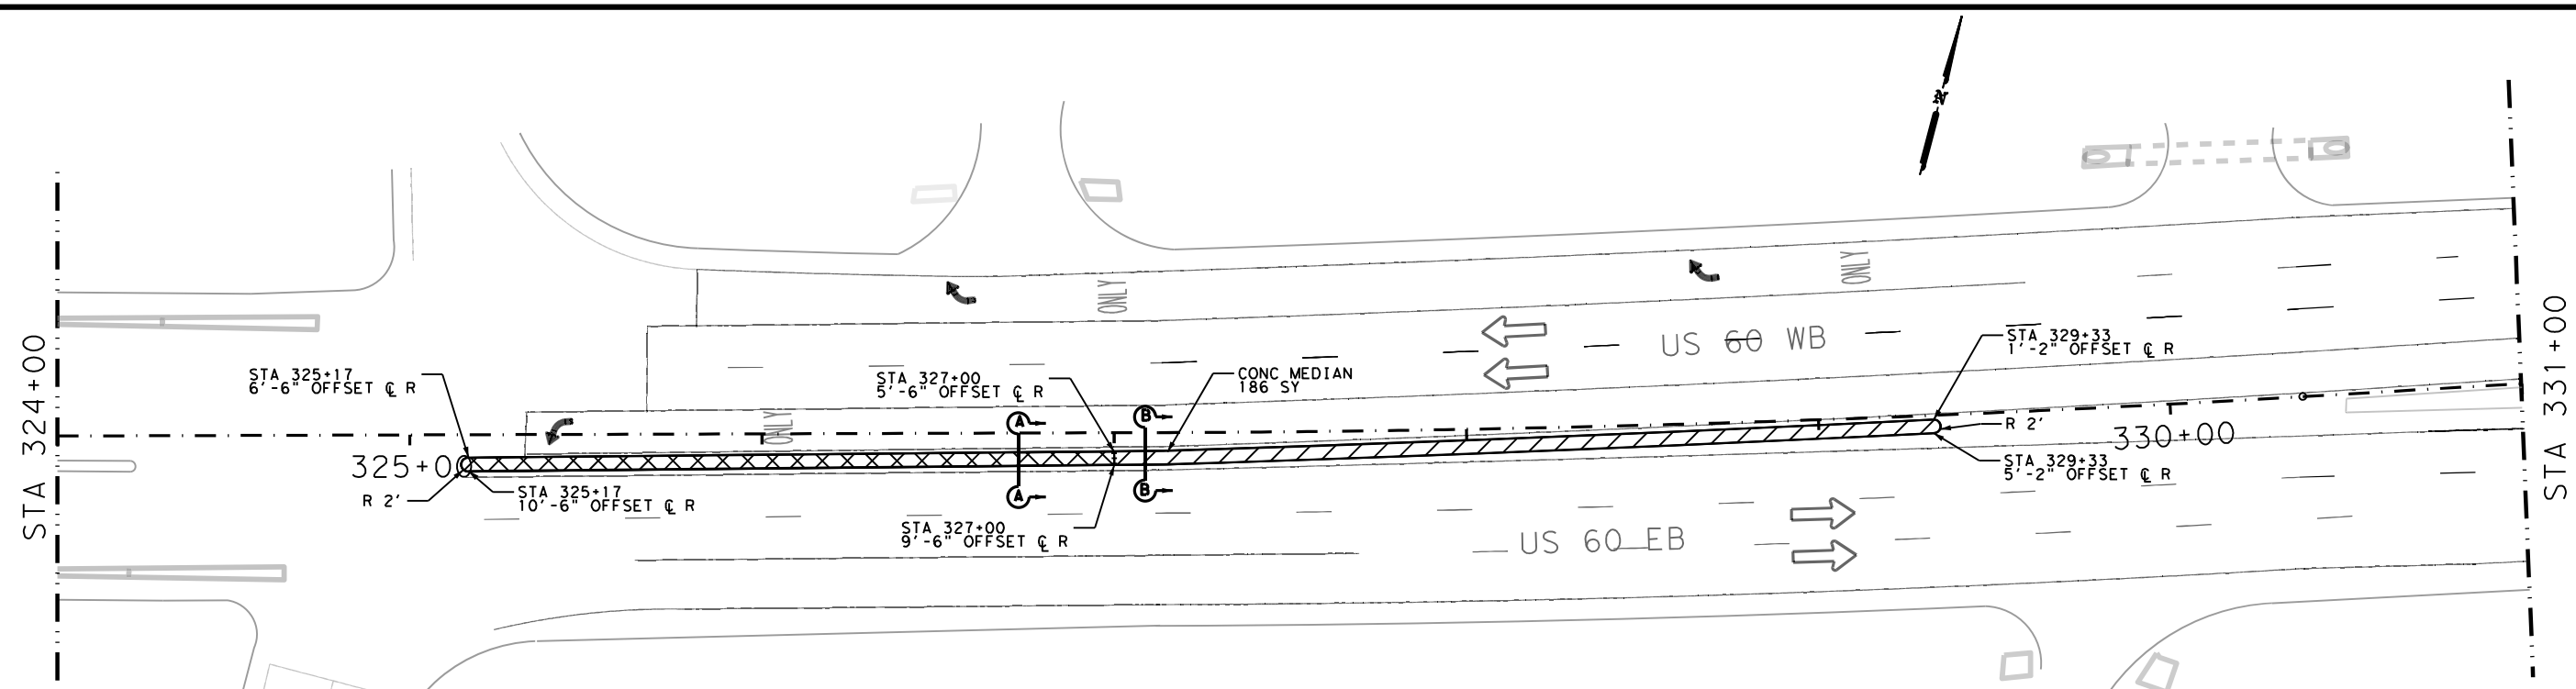 N
ONLY
ONLY
STA 324+00
STA 331+00
US 60 WB
STA 329+33
1'-2" OFFSET ℄ R
STA 325+17
6'-6" OFFSET ℄ R
STA 327+00
5'-6" OFFSET ℄ R
CONC MEDIAN
186 SY
ONLY
A
B
R 2'
330+00
325+0
STA 329+33
5'-2" OFFSET ℄ R
R 2'
STA 325+17
10'-6" OFFSET ℄ R
A
B
STA 327+00
9'-6" OFFSET ℄ R
US 60 EB